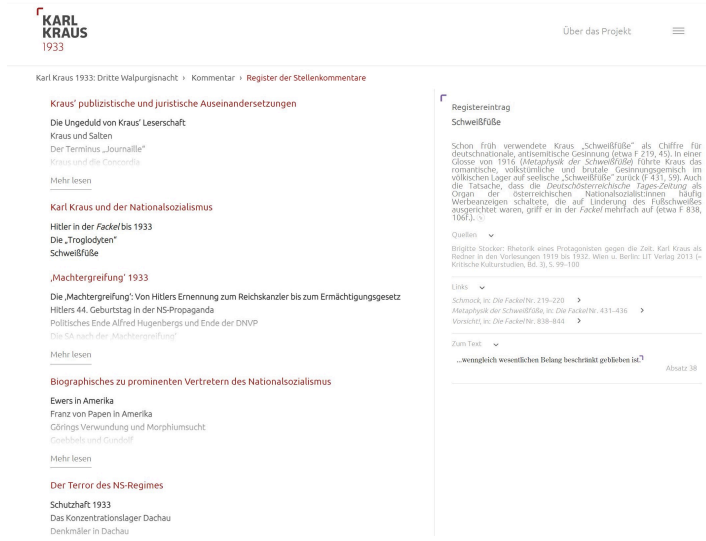 KARL
KRAUS
1933
Über das Projekt
Karl Kraus 1933: Dritte Walpurgisnacht › Kommentar › Register der Stellenkommentare
Kraus' publizistische und juristische Auseinandersetzungen
Die Ungeduld von Kraus' Leserschaft
Kraus und Salten
Der Terminus „Journaille“
Kraus und die Concordia
Mehr lesen
Karl Kraus und der Nationalsozialismus
Hitler in der Fackel bis 1933
Die „Troglodyten“
Schweißfüße
‚Machtergreifung‘ 1933
Die ‚Machtergreifung‘: Von Hitlers Ernennung zum Reichskanzler bis zum Ermächtigungsgesetz
Hitlers 44. Geburtstag in der NS-Propaganda
Politisches Ende Alfred Hugenbergs und Ende der DNVP
Die SA nach der ‚Machtergreifung‘
Mehr lesen
Biographisches zu prominenten Vertretern des Nationalsozialismus
Ewers in Amerika
Franz von Papen in Amerika
Görings Verwundung und Morphiumsucht
Goebbels und Gundolf
Mehr lesen
Der Terror des NS-Regimes
Schutzhaft 1933
Das Konzentrationslager Dachau
Denkmäler in Dachau
Registereintrag
Schweißfüße
Schon früh verwendete Kraus „Schweißfüße“ als Chiffre für
deutschnationale, antisemitische Gesinnung (etwa F 219, 45). In einer
Glosse von 1916 (Metaphysik der Schweißfüße) führte Kraus das
romantische, volkstümliche und brutale Gesinnungsgemisch im
völkischen Lager auf seelische „Schweißfüße“ zurück (F 431, 59). Auch
die Tatsache, dass die Deutschösterreichische Tages-Zeitung als
Organ der österreichischen Nationalsozialist:innen häufig
Werbeanzeigen schaltete, die auf Linderung des Fußschweißes
ausgerichtet waren, griff er in der Fackel mehrfach auf (etwa F 838,
106f.).
Quellen
Brigitte Stocker: Rhetorik eines Protagonisten gegen die Zeit. Karl Kraus als
Redner in den Vorlesungen 1919 bis 1932. Wien u. Berlin: LIT Verlag 2013 (=
Kritische Kulturstudien, Bd. 3), S. 99–100
Links
Schmock, in: Die Fackel Nr. 219–220
Metaphysik der Schweißfüße, in: Die Fackel Nr. 431–436
Vorsicht!, in: Die Fackel Nr. 838–844
Zum Text
...wenngleich wesentlichen Belang beschränkt geblieben ist.
Absatz 38